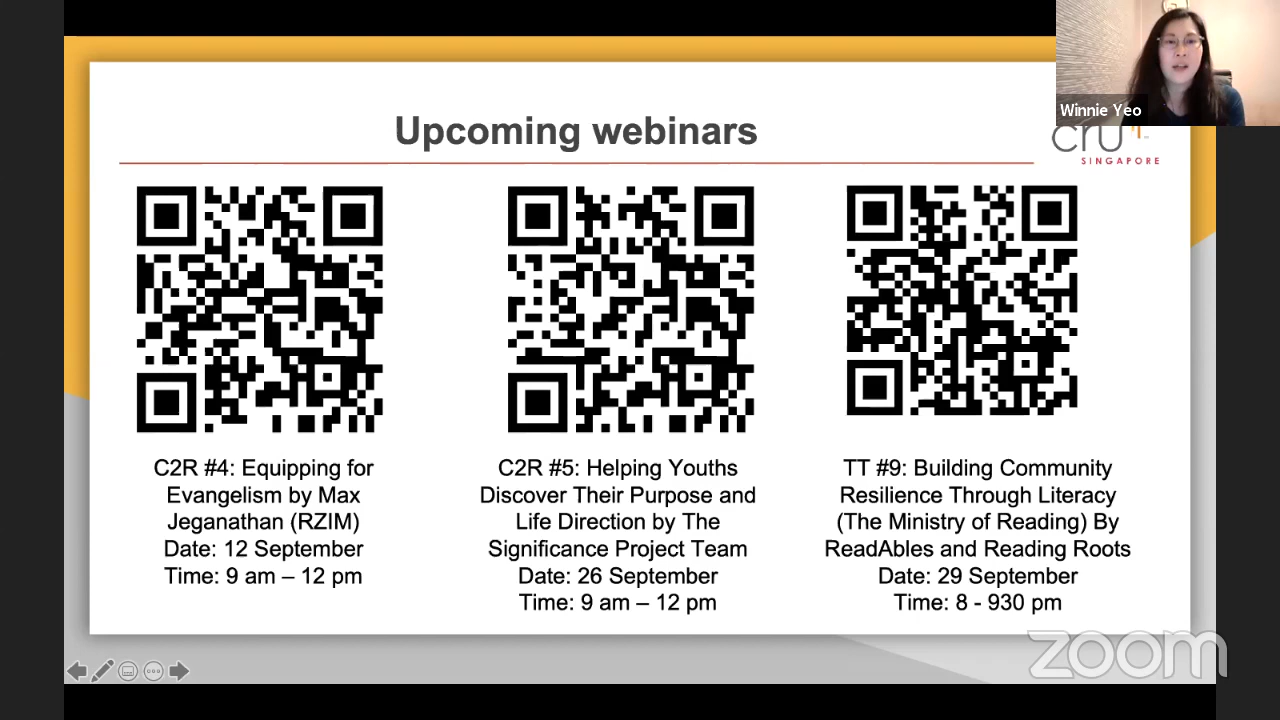 Winnie Yeo
Upcoming webinars
cru
SINGAPORE
C2R #4: Equipping for
Evangelism by Max
Jeganathan (RZIM)
Date: 12 September
Time: 9 am – 12 pm
C2R #5: Helping Youths
Discover Their Purpose and
Life Direction by The
Significance Project Team
Date: 26 September
Time: 9 am – 12 pm
TT #9: Building Community
Resilience Through Literacy
(The Ministry of Reading) By
ReadAbles and Reading Roots
Date: 29 September
Time: 8 - 930 pm
zoom